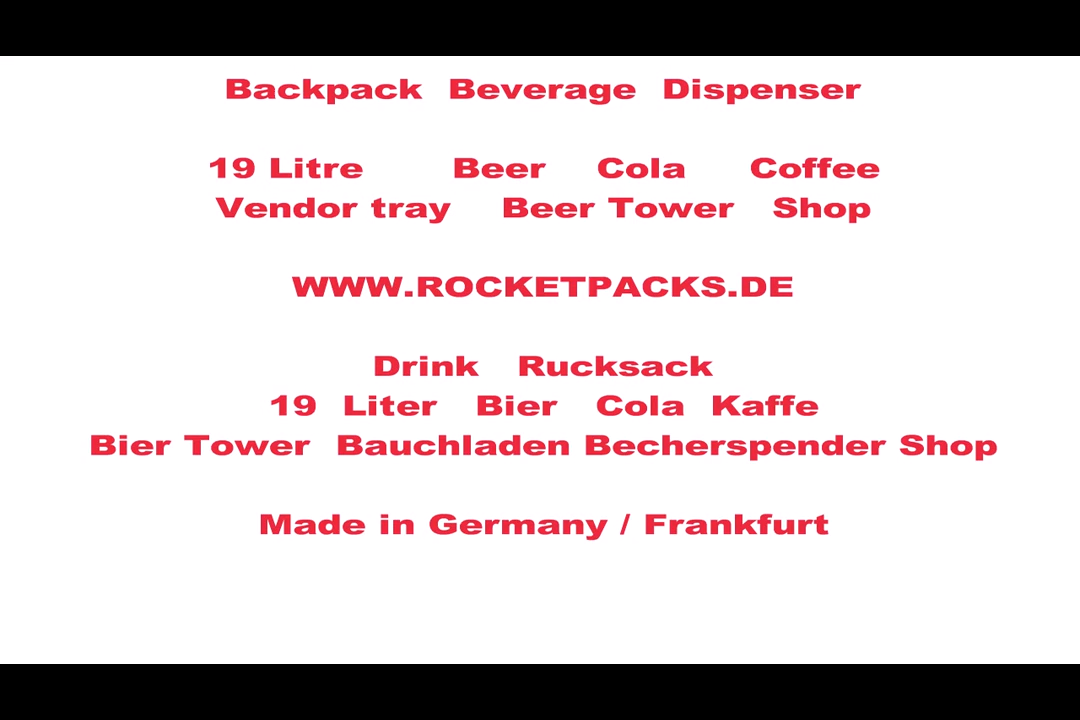 Backpack Beverage Dispenser
19 Litre Beer Cola Coffee
Vendor tray Beer Tower Shop
WWW.ROCKETPACKS.DE
Drink Rucksack
19 Liter Bier Cola Kaffe
Bier Tower Bauchladen Becherspender Shop
Made in Germany / Frankfurt